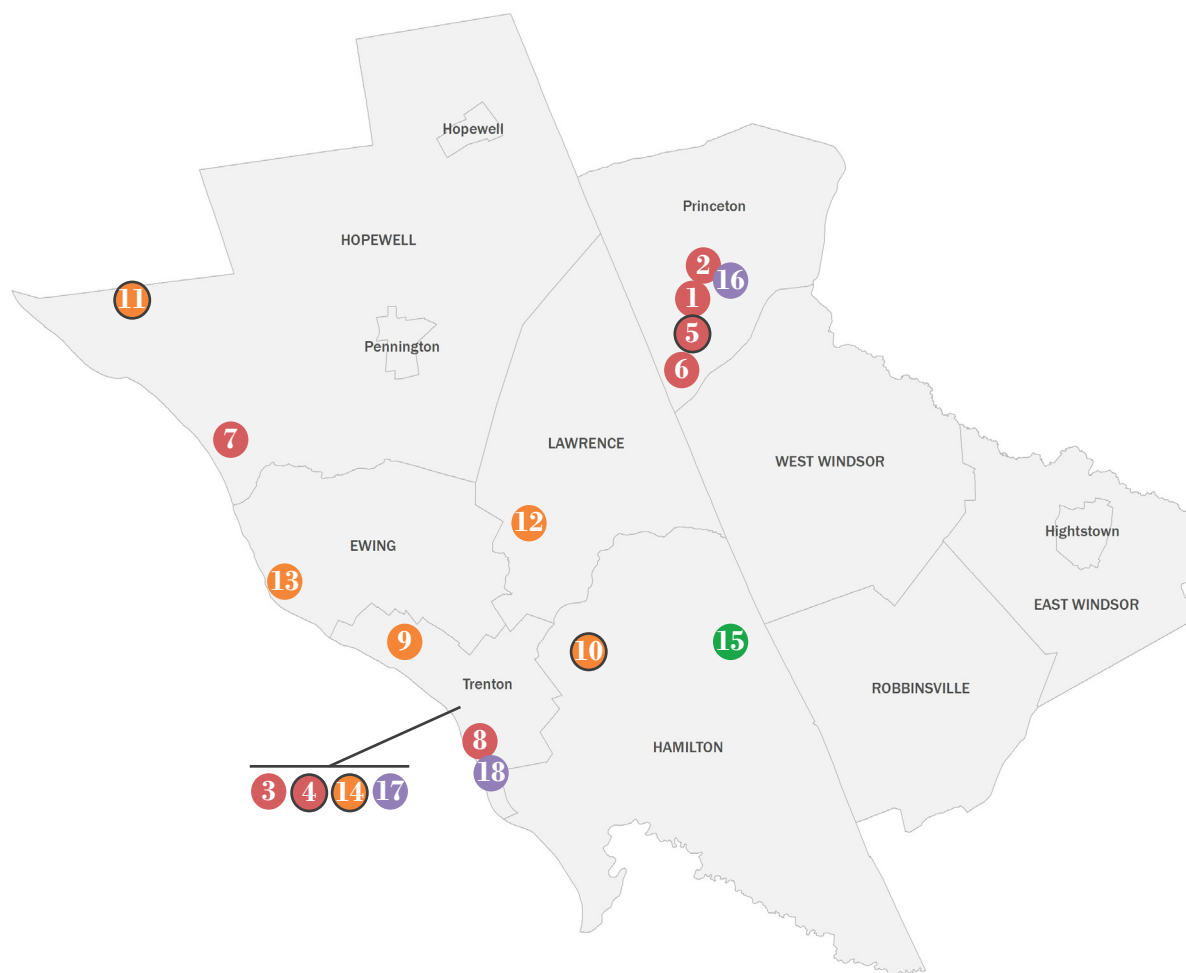 Hopewell
Princeton
HOPEWELL
2
16
11
1
5
Pennington
6
7
LAWRENCE
WEST WINDSOR
12
Hightstown
EWING
13
EAST WINDSOR
9
10
15
Trenton
ROBBINSVILLE
8
HAMILTON
18
3 4 14 17